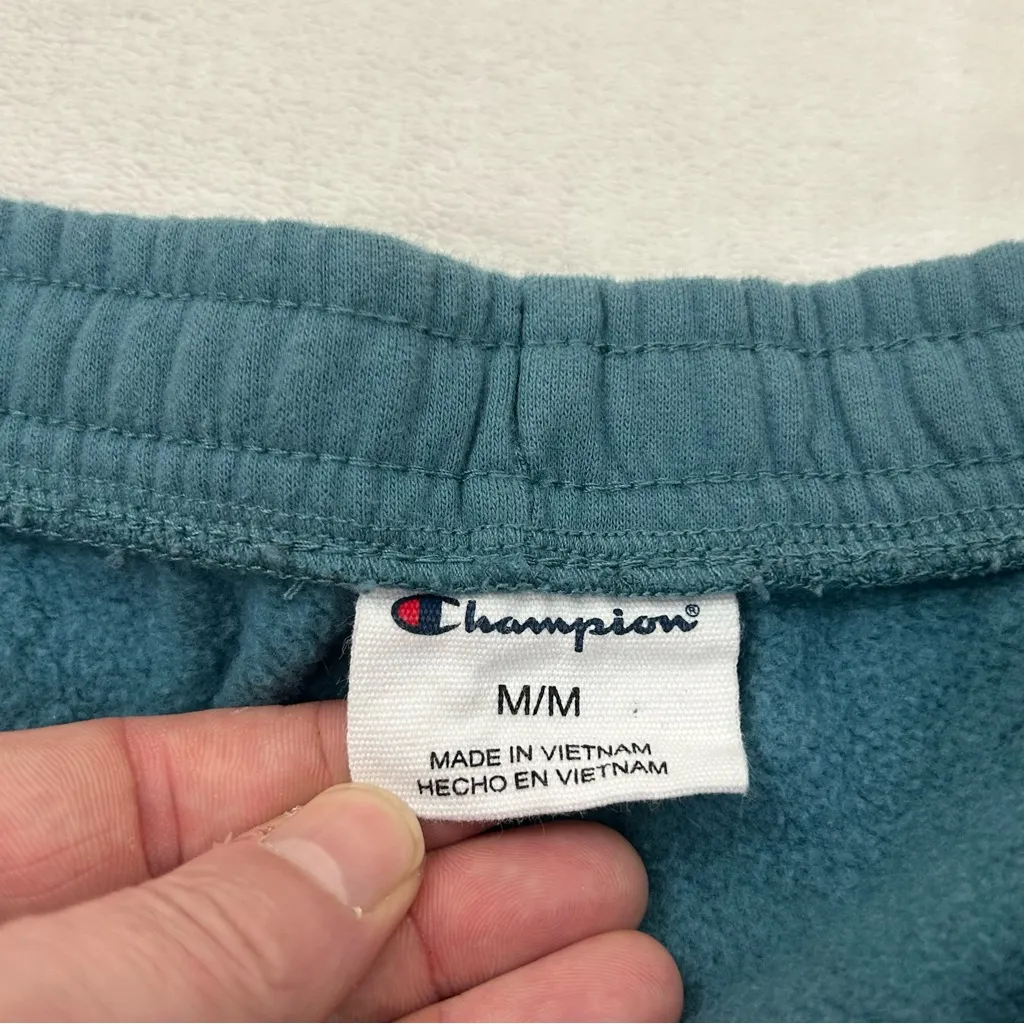 Champion®
M/M
MADE IN VIETNAM
HECHO EN VIETNAM